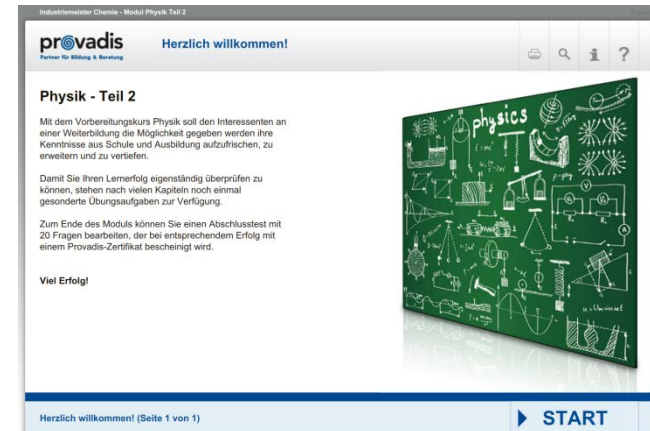 Industriemeister Chemie - Modul Physik Teil 2
provadis
Partner für Bildung & Beratung
Herzlich willkommen!
Physik - Teil 2
Mit dem Vorbereitungskurs Physik soll den Interessenten an
einer Weiterbildung die Möglichkeit gegeben werden ihre
Kenntnisse aus Schule und Ausbildung aufzufrischen, zu
erweitern und zu vertiefen.
Damit Sie Ihren Lernerfolg eigenständig überprüfen zu
können, stehen nach vielen Kapiteln noch einmal
gesonderte Übungsaufgaben zur Verfügung.
Zum Ende des Moduls können Sie einen Abschlusstest mit
20 Fragen bearbeiten, der bei entsprechendem Erfolg mit
einem Provadis-Zertifikat bescheinigt wird.
Viel Erfolg!
physics
Herzlich willkommen! (Seite 1 von 1)
START